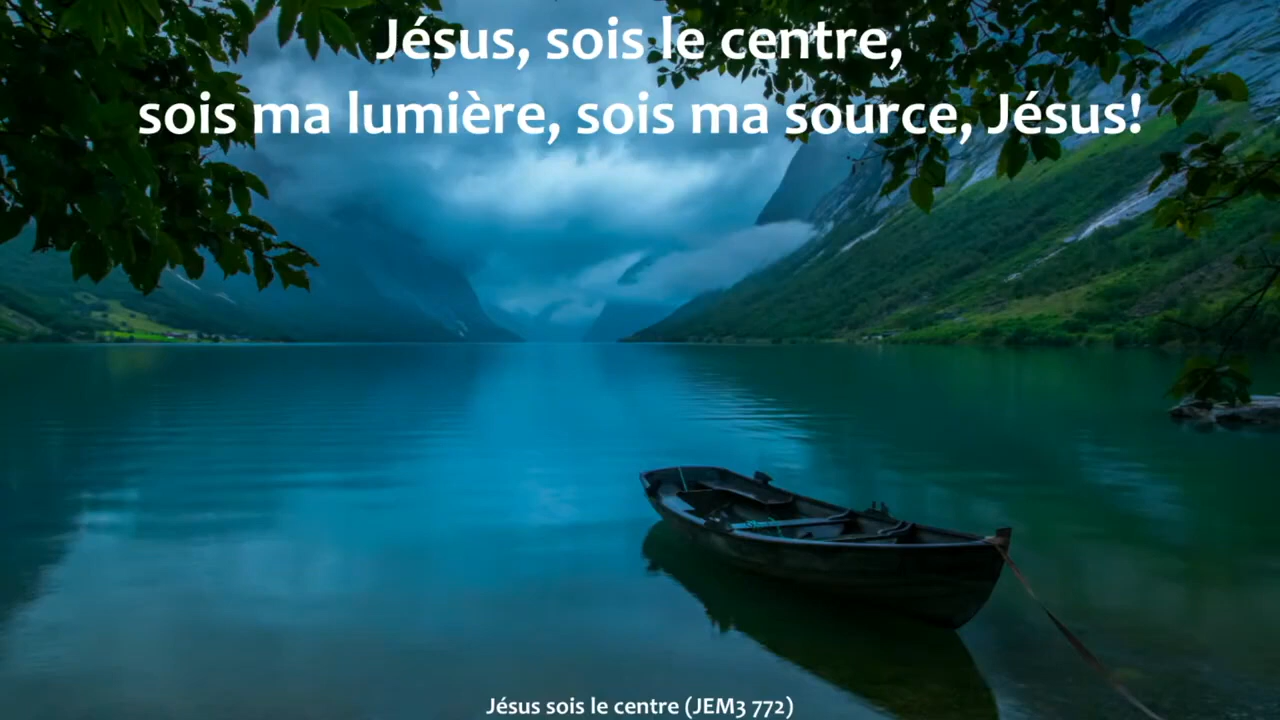 Jésus, sois le centre,
sois ma lumière, sois ma source, Jésus!
Jésus sois le centre (JEM3 772)